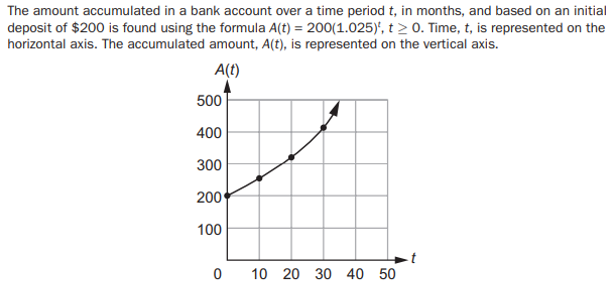 The amount accumulated in a bank account over a time period t, in months, and based on an initial
deposit of $200 is found using the formula A(t) = 200(1.025)ᵗ, t ≥ 0. Time, t, is represented on the
horizontal axis. The accumulated amount, A(t), is represented on the vertical axis.
A(t)
500
400
300
200
100
t
0 10 20 30 40 50